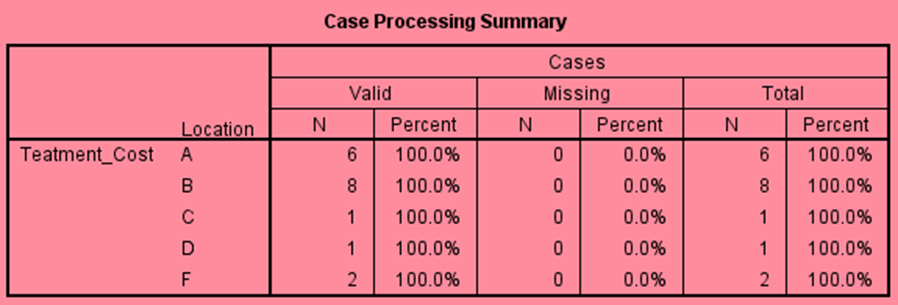 Case Processing Summary
Cases
Valid Missing Total
Location N Percent N Percent N Percent
Teatment_Cost A 6 100.0% 0 0.0% 6 100.0%
B 8 100.0% 0 0.0% 8 100.0%
C 1 100.0% 0 0.0% 1 100.0%
D 1 100.0% 0 0.0% 1 100.0%
F 2 100.0% 0 0.0% 2 100.0%